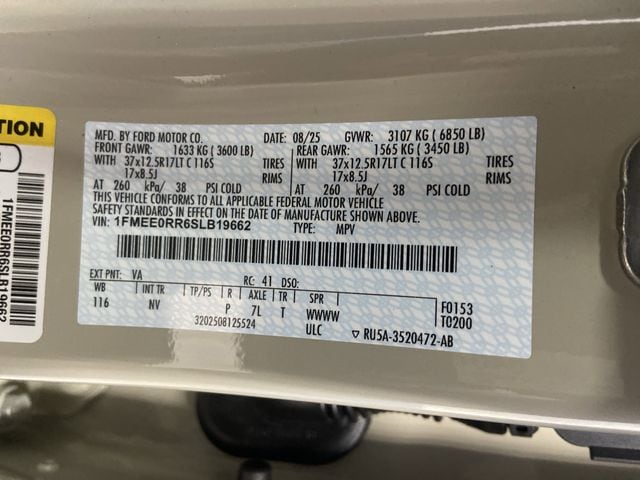 TION
1FMEE0RR6SLB19662
MFD. BY FORD MOTOR CO. DATE: 08/25 GVWR: 3107 KG ( 6850 LB)
FRONT GAWR: 1633 KG ( 3600 LB) REAR GAWR: 1565 KG ( 3450 LB)
WITH 37x12.5R17LT C 116S TIRES WITH 37x12.5R17LT C 116S TIRES
17x8.5J RIMS 17x8.5J RIMS
AT 260 kPa/ 38 PSI COLD AT 260 kPa/ 38 PSI COLD
THIS VEHICLE CONFORMS TO ALL APPLICABLE FEDERAL MOTOR VEHICLE
SAFETY STANDARDS IN EFFECT ON THE DATE OF MANUFACTURE SHOWN ABOVE.
VIN: 1FMEE0RR6SLB19662 TYPE: MPV
EXT PNT: VA RC: 41 DSO:
WB INT TR TP/PS R AXLE TR SPR F0153
116 NV P 7L T WWWW T0200
3202508125524 ULC ▽ RU5A-3520472-AB